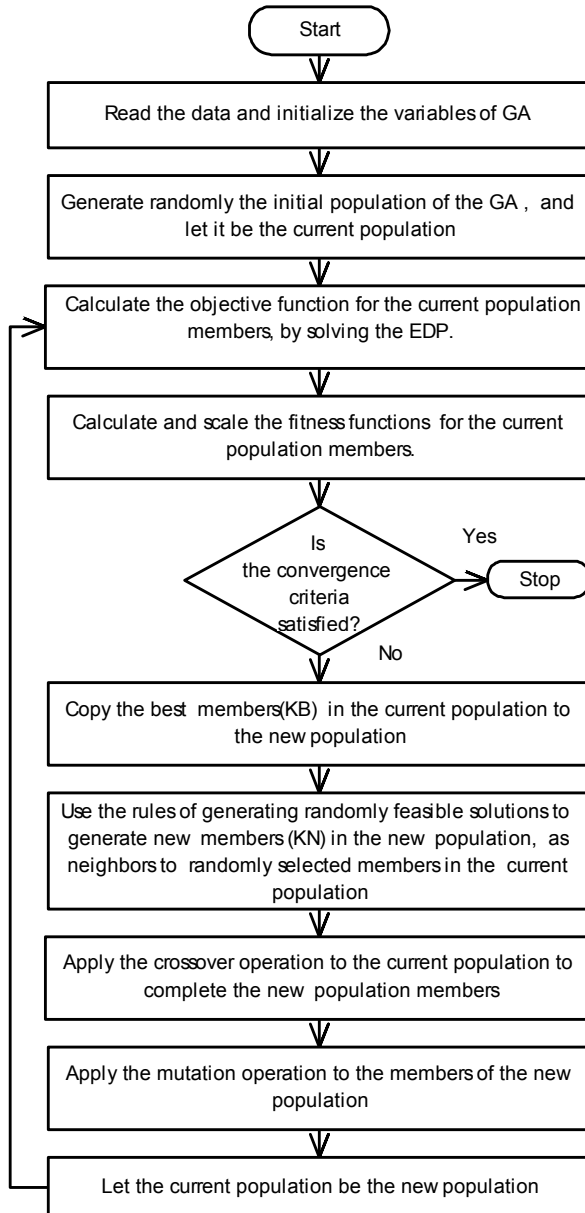 Start
Read the data and initialize the variables of GA
Generate randomly the initial population of the GA , and
let it be the current population
Calculate the objective function for the current population
members, by solving the EDP.
Calculate and scale the fitness functions for the current
population members.
Is
the convergence
criteria
satisfied?
Yes
Stop
No
Copy the best members(KB) in the current population to
the new population
Use the rules of generating randomly feasible solutions to
generate new members (KN) in the new population, as
neighbors to randomly selected members in the current
population
Apply the crossover operation to the current population to
complete the new population members
Apply the mutation operation to the members of the new
population
Let the current population be the new population